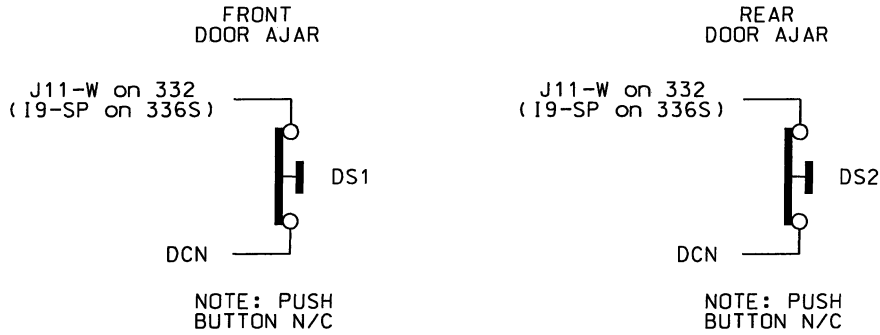 FRONT
DOOR AJAR
J11-W on 332
(I9-SP on 336S)
DS1
DCN
NOTE: PUSH
BUTTON N/C
REAR
DOOR AJAR
J11-W on 332
(I9-SP on 336S)
DS2
DCN
NOTE: PUSH
BUTTON N/C